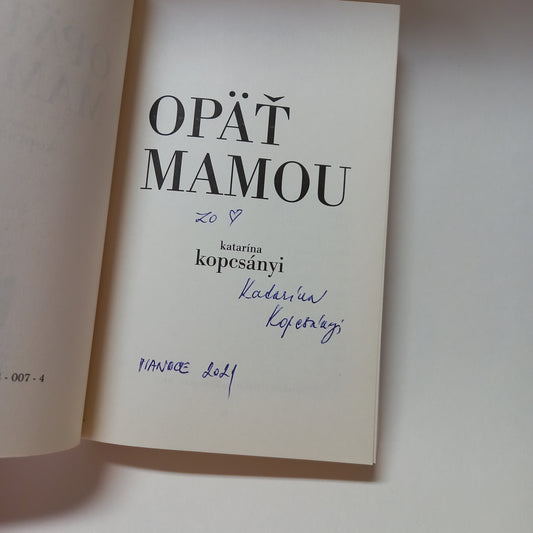 OPÄŤ
MAMOU
zo ♡
katarína
kopcsányi
Katarína
Kopcsányi
VIANOCE 2021
- 007 - 4